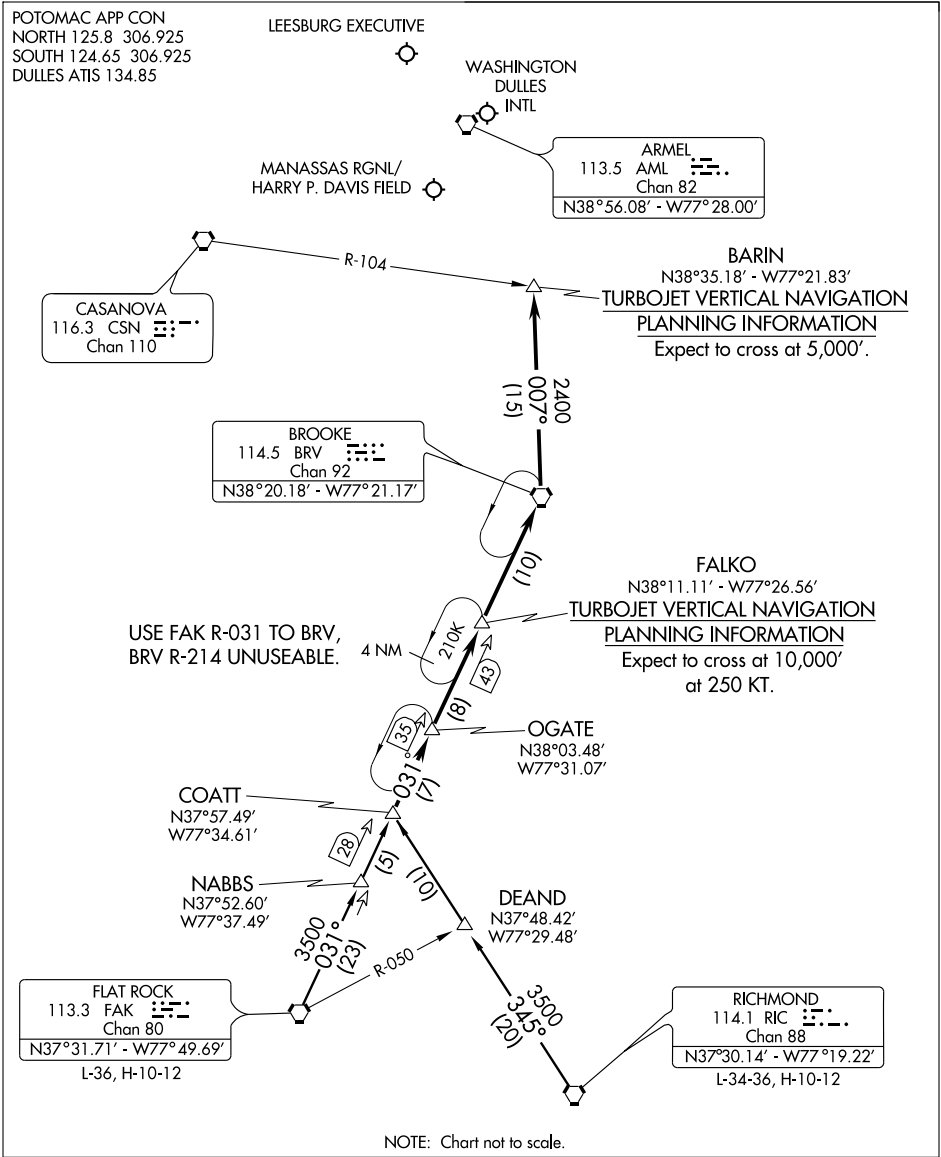 POTOMAC APP CON
NORTH 125.8 306.925
SOUTH 124.65 306.925
DULLES ATIS 134.85
LEESBURG EXECUTIVE
WASHINGTON
DULLES
INTL
ARMEL
113.5 AML
Chan 82
N38°56.08' - W77°28.00'
MANASSAS RGNL/
HARRY P. DAVIS FIELD
R-104
CASANOVA
116.3 CSN
Chan 110
BARIN
N38°35.18' - W77°21.83'
TURBOJET VERTICAL NAVIGATION
PLANNING INFORMATION
Expect to cross at 5,000'.
2400
007°
(15)
BROOKE
114.5 BRV
Chan 92
N38°20.18' - W77°21.17'
(10)
FALKO
N38°11.11' - W77°26.56'
TURBOJET VERTICAL NAVIGATION
PLANNING INFORMATION
Expect to cross at 10,000'
at 250 KT.
USE FAK R-031 TO BRV,
BRV R-214 UNUSEABLE.
4 NM
210K
43
(8)
OGATE
N38°03.48'
W77°31.07'
35
031°
(7)
COATT
N37°57.49'
W77°34.61'
28
(5)
(10)
NABBS
N37°52.60'
W77°37.49'
DEAND
N37°48.42'
W77°29.48'
3500
031°
(23)
R-050
3500
345°
(20)
FLAT ROCK
113.3 FAK
Chan 80
N37°31.71' - W77°49.69'
L-36, H-10-12
RICHMOND
114.1 RIC
Chan 88
N37°30.14' - W77°19.22'
L-34-36, H-10-12
NOTE: Chart not to scale.